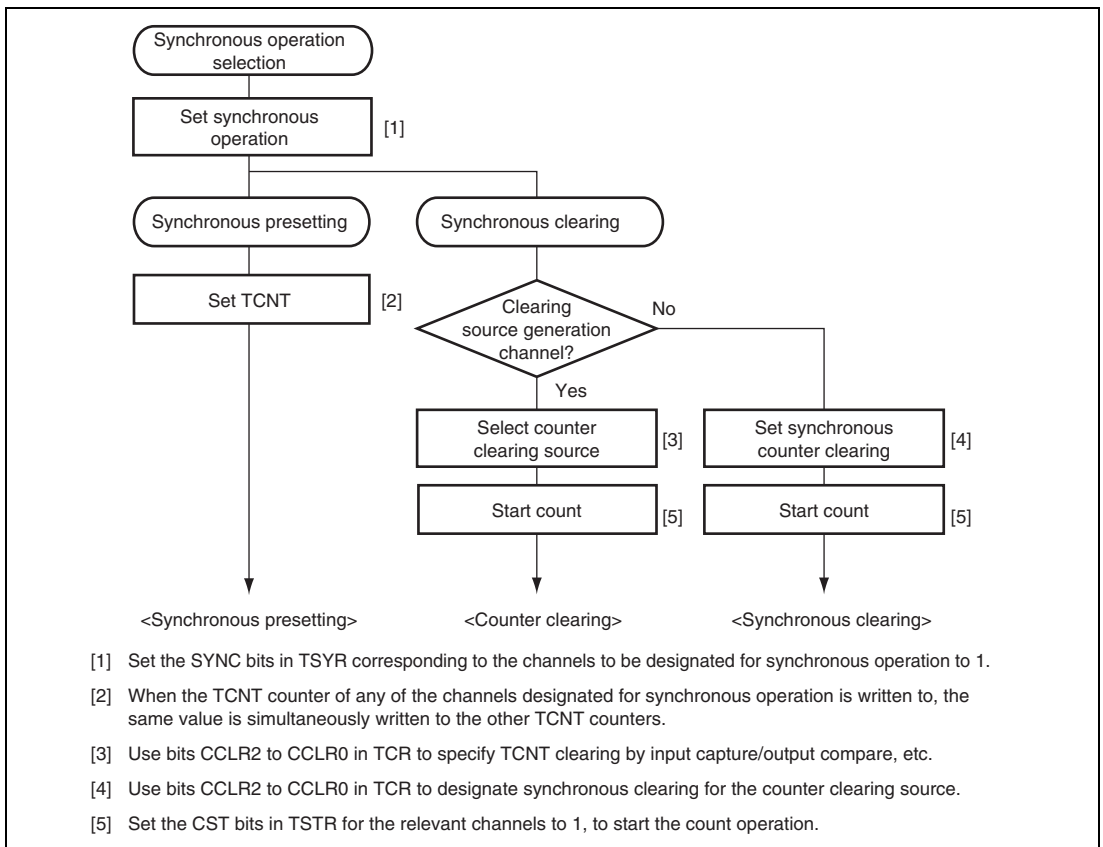 Synchronous operation
selection
Set synchronous
operation
[1]
Synchronous presetting
Synchronous clearing
Set TCNT
[2]
Clearing
source generation
channel?
No
Yes
Select counter
clearing source
[3]
Set synchronous
counter clearing
[4]
Start count
[5]
Start count
[5]
<Synchronous presetting>
<Counter clearing>
<Synchronous clearing>
[1] Set the SYNC bits in TSYR corresponding to the channels to be designated for synchronous operation to 1.
[2] When the TCNT counter of any of the channels designated for synchronous operation is written to, the
same value is simultaneously written to the other TCNT counters.
[3] Use bits CCLR2 to CCLR0 in TCR to specify TCNT clearing by input capture/output compare, etc.
[4] Use bits CCLR2 to CCLR0 in TCR to designate synchronous clearing for the counter clearing source.
[5] Set the CST bits in TSTR for the relevant channels to 1, to start the count operation.